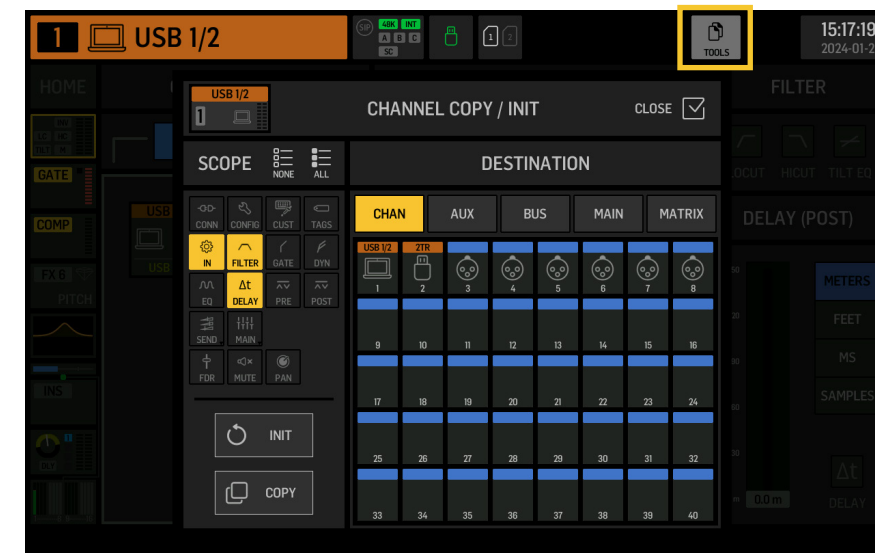 1 USB 1/2
SIP 48K INT
A B C
SC
1 2
TOOLS
15:17:19
2024-01-2
HOME
FILTER
GATE
COMP
FX 6
PITCH
INS
DLY
USB
USB
USB 1/2
1
CHANNEL COPY / INIT
CLOSE
SCOPE
NONE
ALL
DESTINATION
CONN CONFIG CUST TAGS
IN FILTER GATE DYN
EQ DELAY PRE POST
SEND MAIN
FDR MUTE PAN
Δt
INIT
COPY
CHAN AUX BUS MAIN MATRIX
USB 1/2 2TR
1 2 3 4 5 6 7 8
9 10 11 12 13 14 15 16
17 18 19 20 21 22 23 24
25 26 27 28 29 30 31 32
33 34 35 36 37 38 39 40
LOCUT HICUT TILT EQ
DELAY (POST)
METERS
FEET
MS
SAMPLES
0.0 m
Δt
DELAY